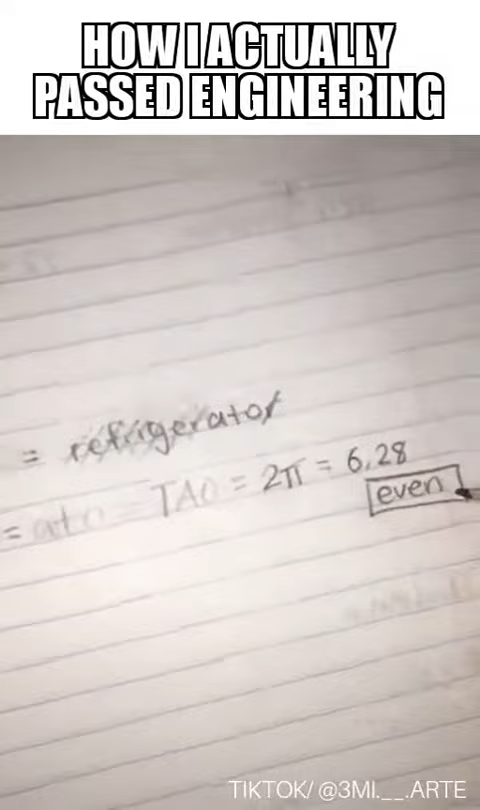 HOW I ACTUALLY
PASSED ENGINEERING
= refrigerator
= TAO = 2π = 6,28
even
TIKTOK/ @3MI.__.ARTE